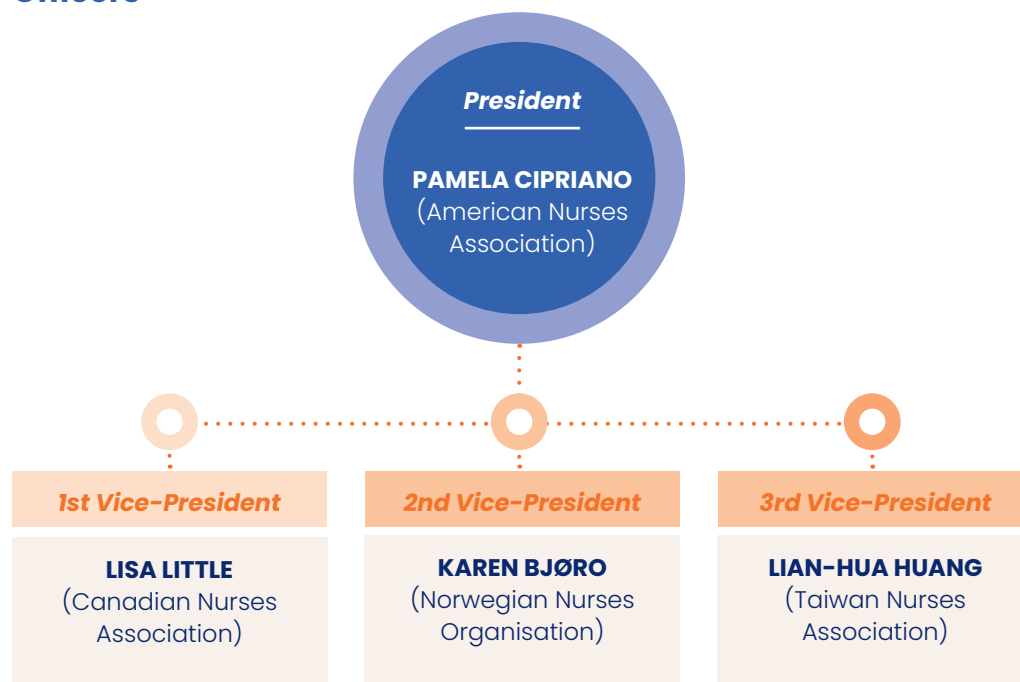 President
PAMELA CIPRIANO
(American Nurses
Association)
1st Vice-President
2nd Vice-President
3rd Vice-President
LISA LITTLE
(Canadian Nurses
Association)
KAREN BJØRO
(Norwegian Nurses
Organisation)
LIAN-HUA HUANG
(Taiwan Nurses
Association)